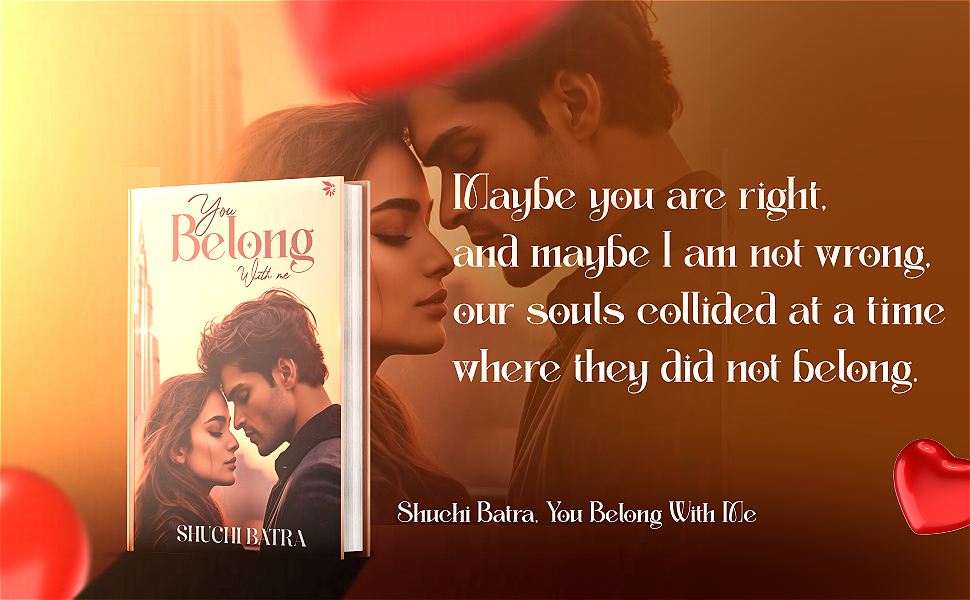 You
Belong
With me
SHUCHI BATRA
Maybe you are right,
and maybe I am not wrong,
our souls collided at a time
where they did not belong.
Shuchi Batra, You Belong With Me